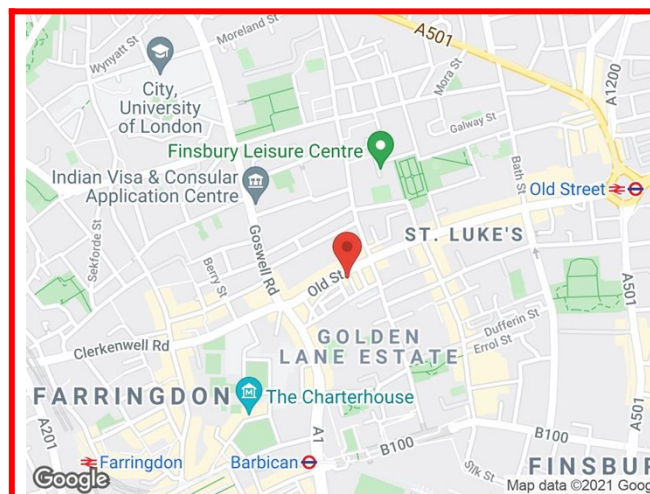 Moreland St
A501
Wynyatt St
City,
University
of London
Mora St
A1200
Galway St
Finsbury Leisure Centre
Indian Visa & Consular
Application Centre
Bath St
Old Street
Sekforde St
Goswell Rd
ST. LUKE'S
Berry St
Old St
A501
Dufferin St
GOLDEN
LANE ESTATE
Errol St
Clerkenwell Rd
FARRINGDON
The Charterhouse
A201
A1
B100
B100
Farringdon
Barbican
Silk St
FINSBU
Google
Map data ©2021 Goog